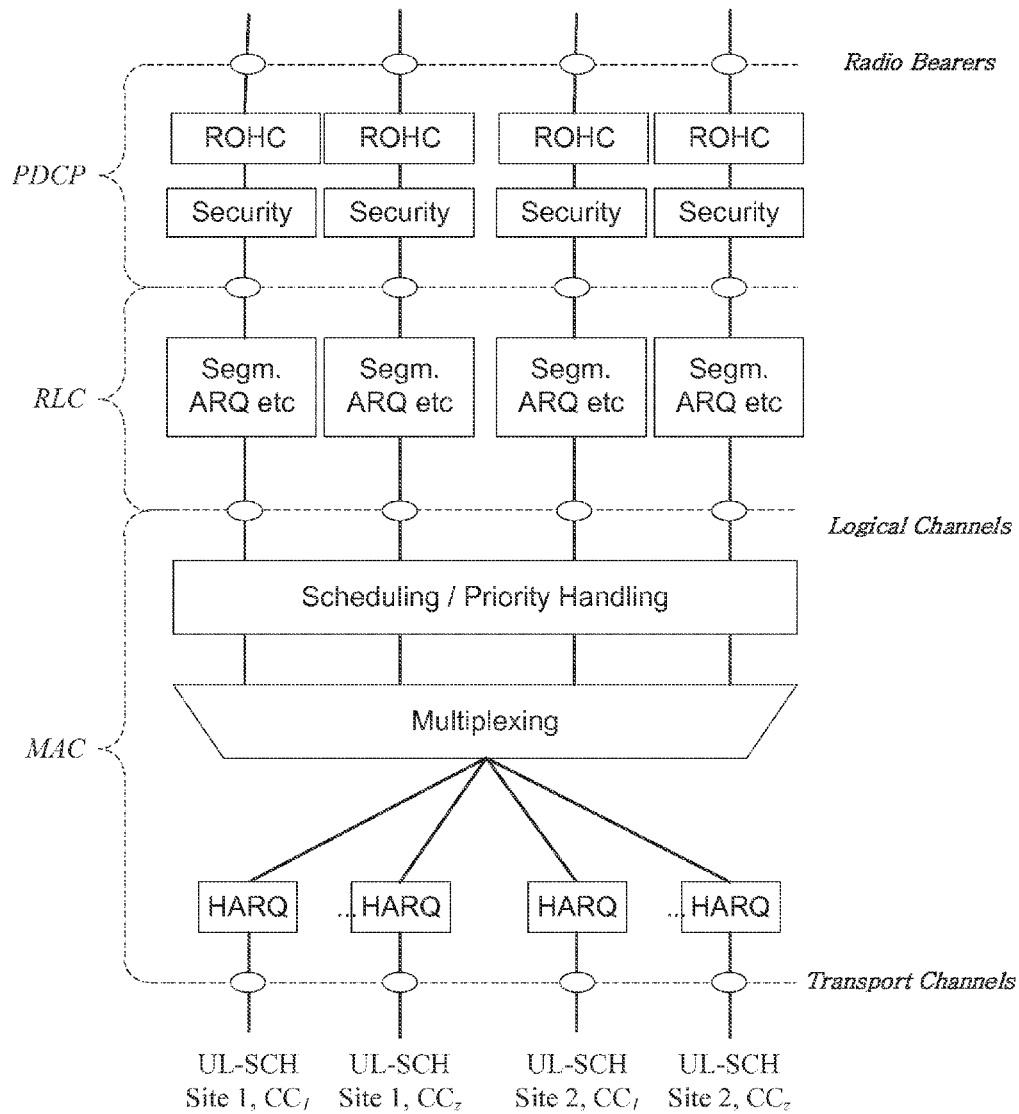 Radio Bearers
ROHC ROHC ROHC ROHC
PDCP
Security Security Security Security
Segm. Segm. Segm. Segm.
RLC
ARQ etc ARQ etc ARQ etc ARQ etc
Logical Channels
Scheduling / Priority Handling
Multiplexing
MAC
HARQ ... HARQ HARQ ... HARQ
Transport Channels
UL-SCH UL-SCH UL-SCH UL-SCH
Site 1, CC1 Site 1, CCz Site 2, CC1 Site 2, CCz